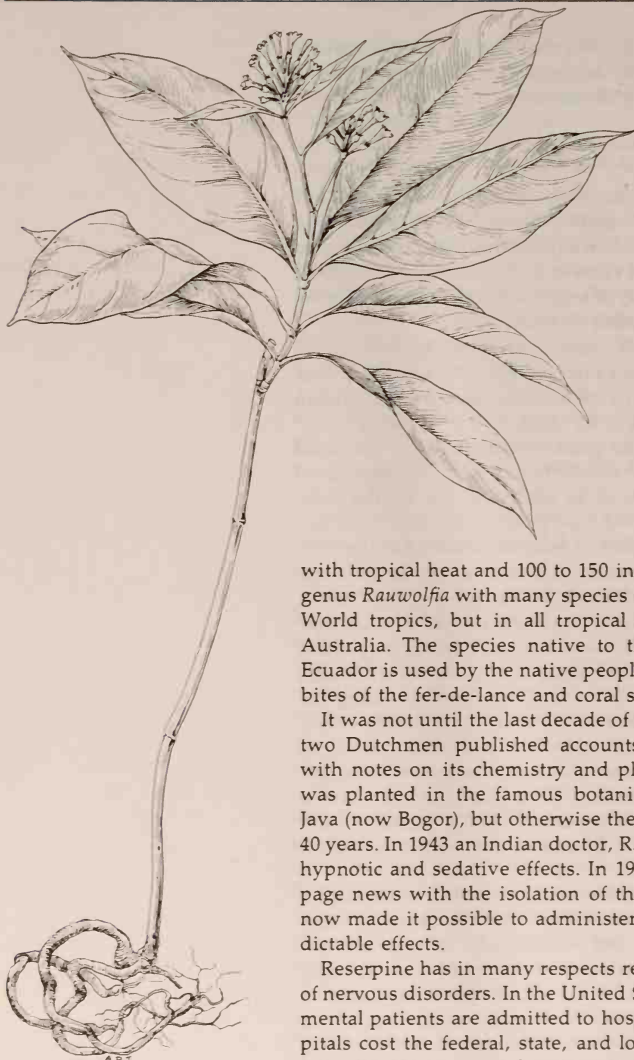 with tropical heat and 100 to 150 in
genus Rauwolfia with many species
World tropics, but in all tropical
Australia. The species native to t
Ecuador is used by the native peopl
bites of the fer-de-lance and coral s
It was not until the last decade of
two Dutchmen published accounts
with notes on its chemistry and pl
was planted in the famous botani
Java (now Bogor), but otherwise the
40 years. In 1943 an Indian doctor, R.
hypnotic and sedative effects. In 19
page news with the isolation of th
now made it possible to administer
dictable effects.
Reserpine has in many respects re
of nervous disorders. In the United S
mental patients are admitted to hos
pitals cost the federal, state, and lo